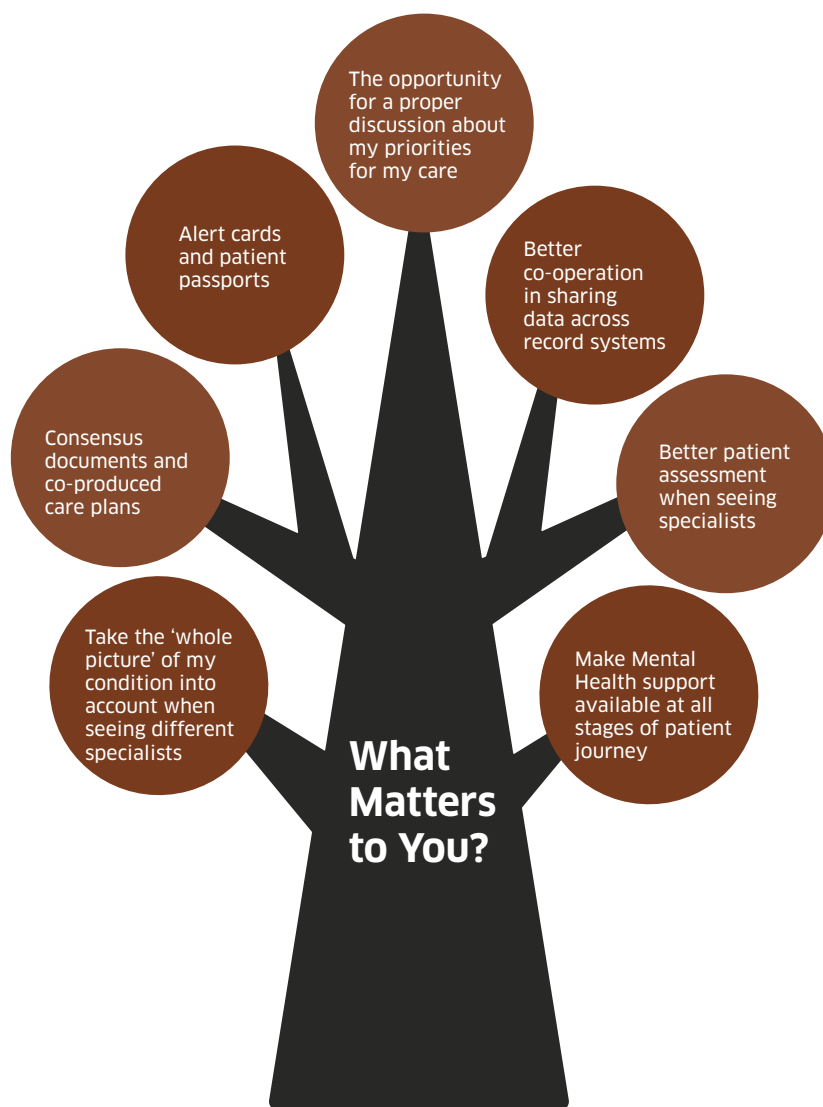 The opportunity
for a proper
discussion about
my priorities
for my care
Alert cards
and patient
passports
Better
co-operation
in sharing
data across
record systems
Consensus
documents and
co-produced
care plans
Better patient
assessment
when seeing
specialists
Take the ‘whole
picture’ of my
condition into
account when
seeing different
specialists
Make Mental
Health support
available at all
stages of patient
journey
What
Matters
to You?